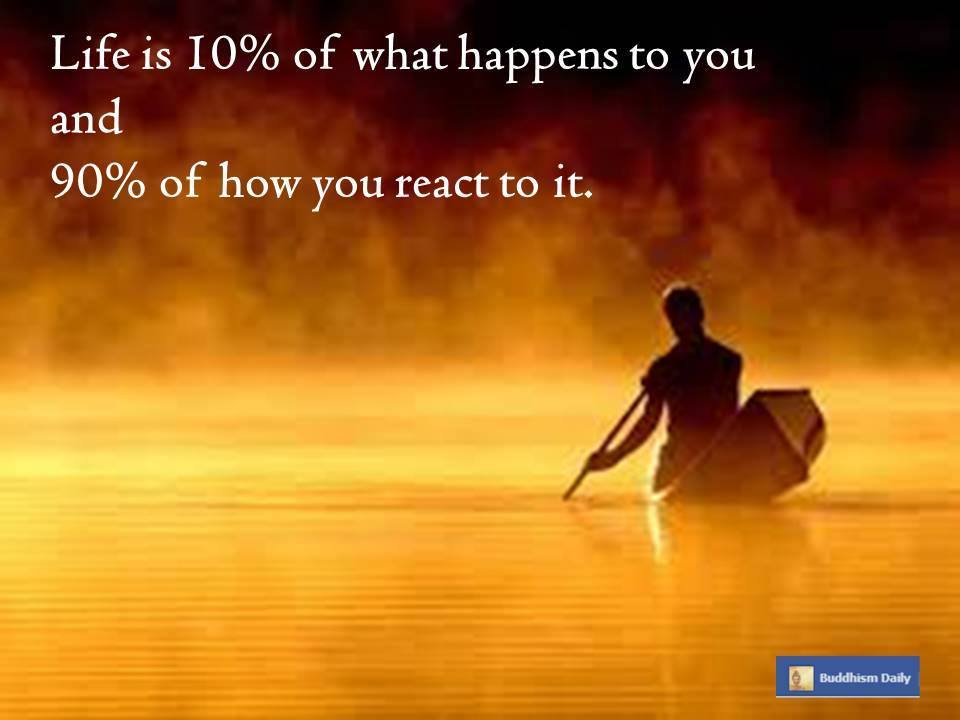 Life is 10% of what happens to you
and
90% of how you react to it.
Buddhism Daily